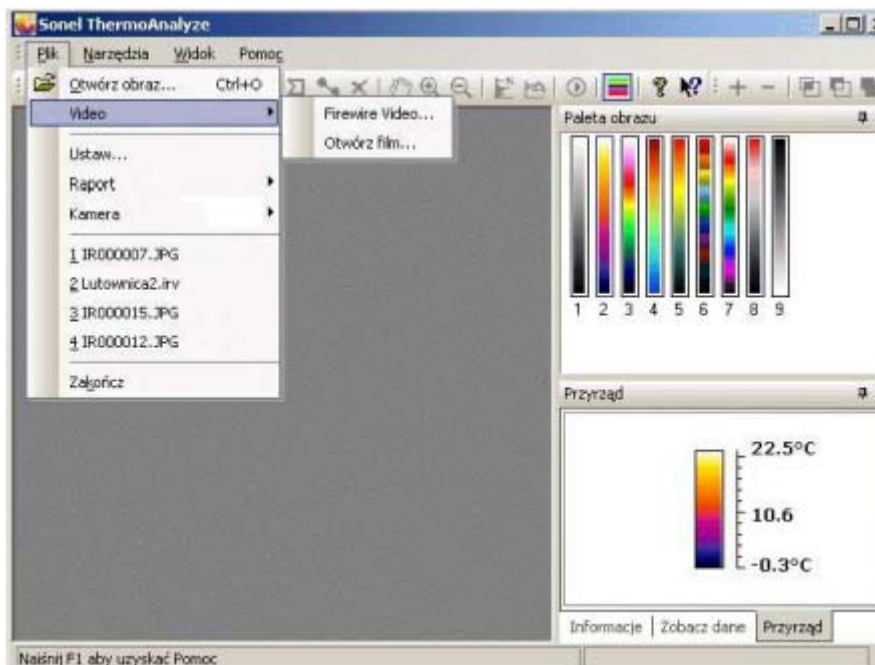 Sonel ThermoAnalyze
Plik Narzędzia Widok Pomoc
Otwórz obraz... Ctrl+O
Video
Firewire Video...
Otwórz film...
Ustaw...
Raport
Kamera
1 IR000007.JPG
2 Lutownica2.irv
3 IR000015.JPG
4 IR000012.JPG
Zakończ
Paleta obrazu
1 2 3 4 5 6 7 8 9
Przyrząd
22.5°C
10.6
-0.3°C
Informacje Zobacz dane Przyrząd
Naiśnij F1 aby uzyskać Pomoc